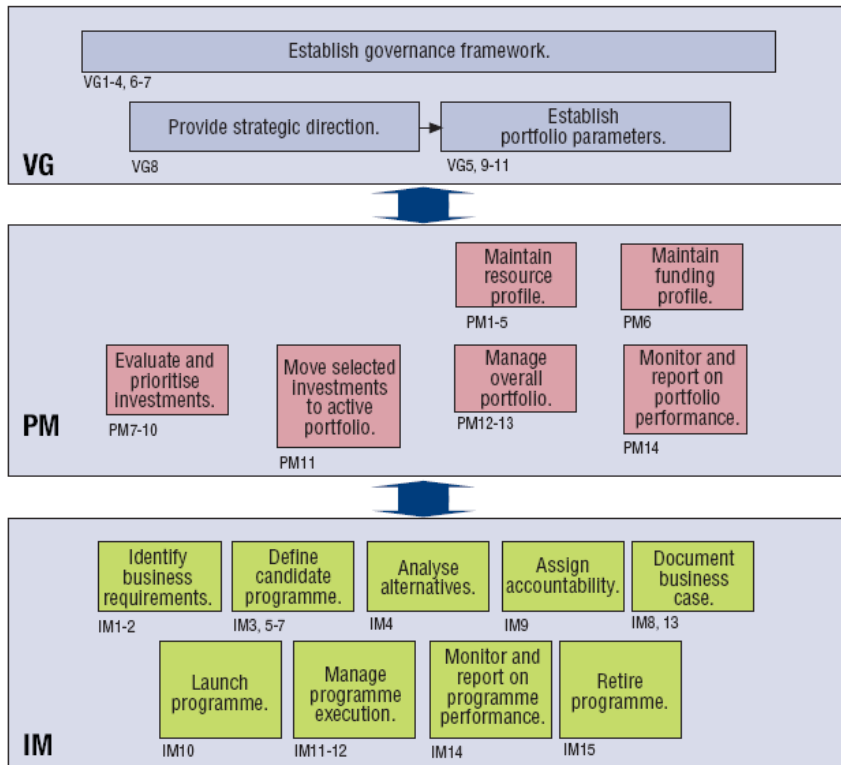 Establish governance framework.
VG1-4, 6-7
Provide strategic direction.
VG8
Establish
portfolio parameters.
VG5, 9-11
VG
Maintain
resource
profile.
PM1-5
Maintain
funding
profile.
PM6
Evaluate and
prioritise
investments.
PM7-10
Move selected
investments
to active
portfolio.
PM11
Manage
overall
portfolio.
PM12-13
Monitor and
report on
portfolio
performance.
PM14
PM
Identify
business
requirements.
IM1-2
Define
candidate
programme.
IM3, 5-7
Analyse
alternatives.
IM4
Assign
accountability.
IM9
Document
business
case.
IM8, 13
Launch
programme.
IM10
Manage
programme
execution.
IM11-12
Monitor and
report on
programme
performance.
IM14
Retire
programme.
IM15
IM